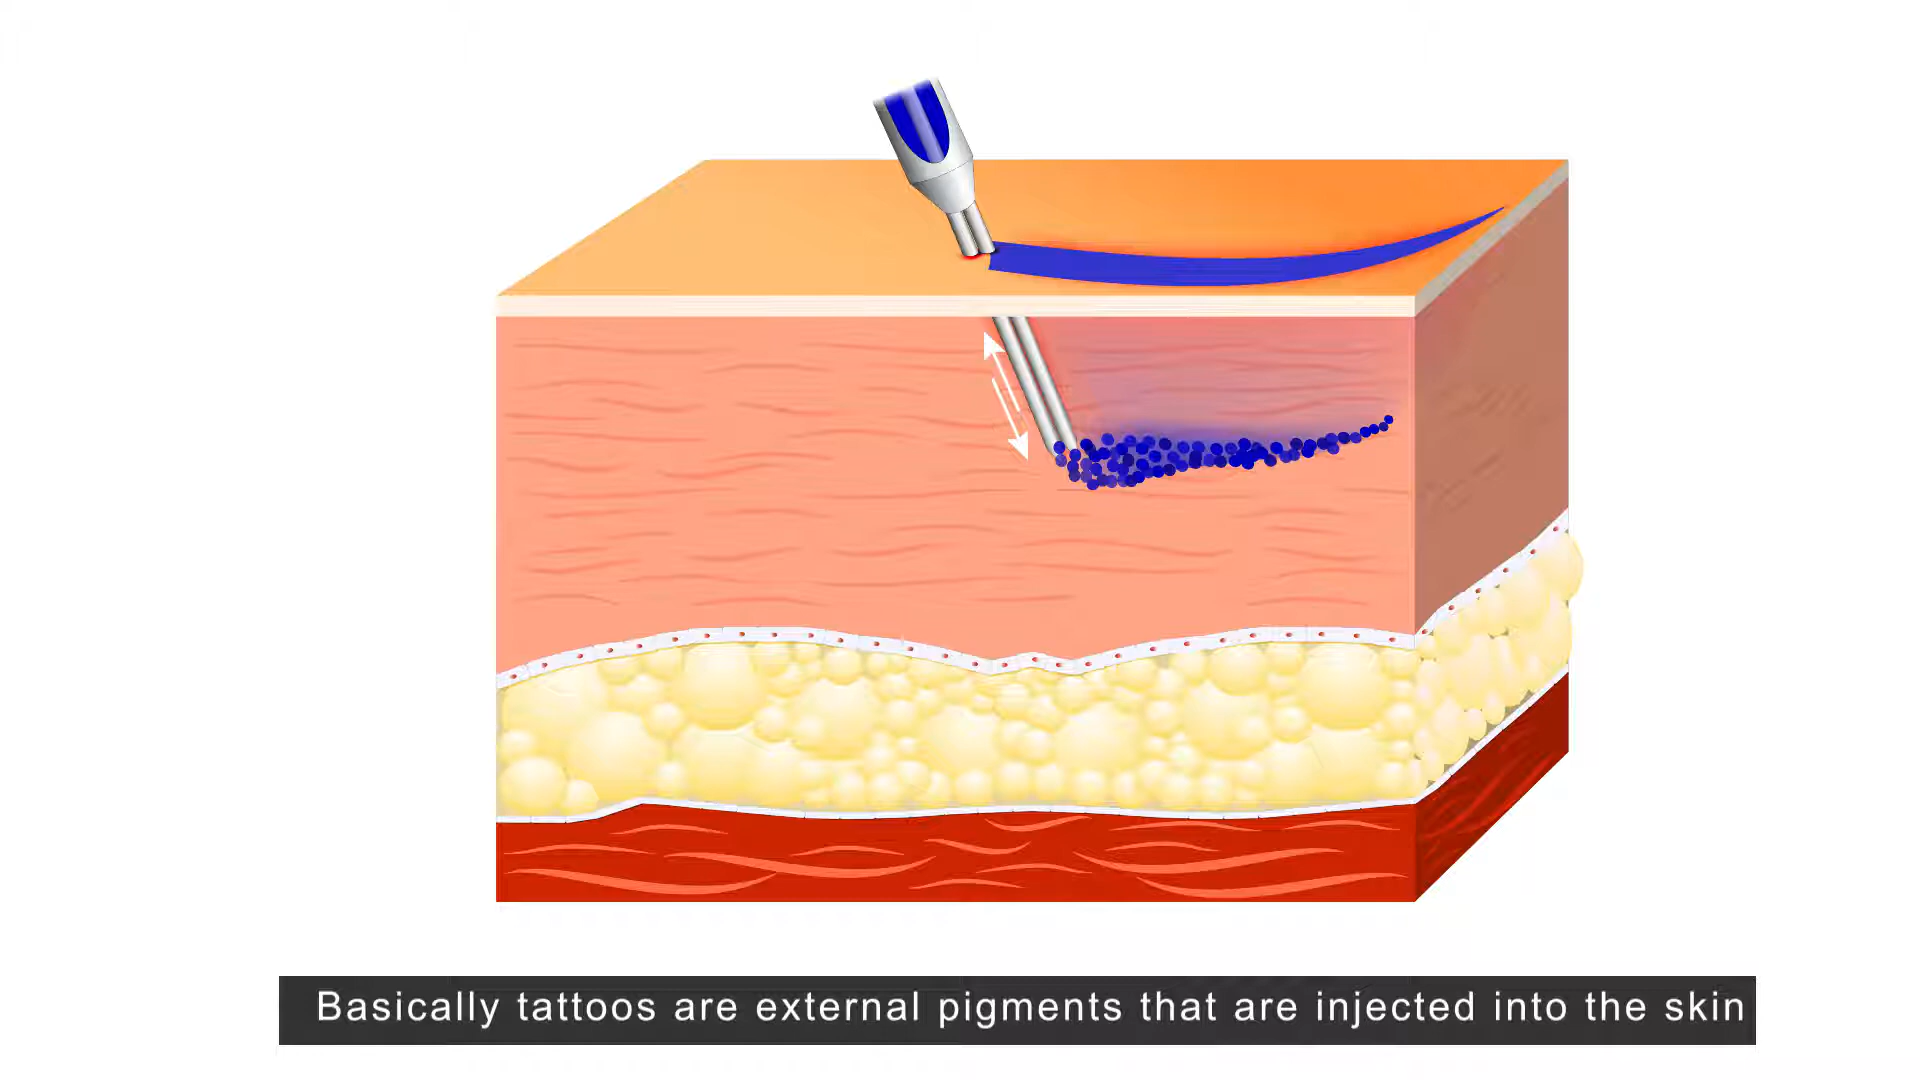 Basically tattoos are external pigments that are injected into the skin